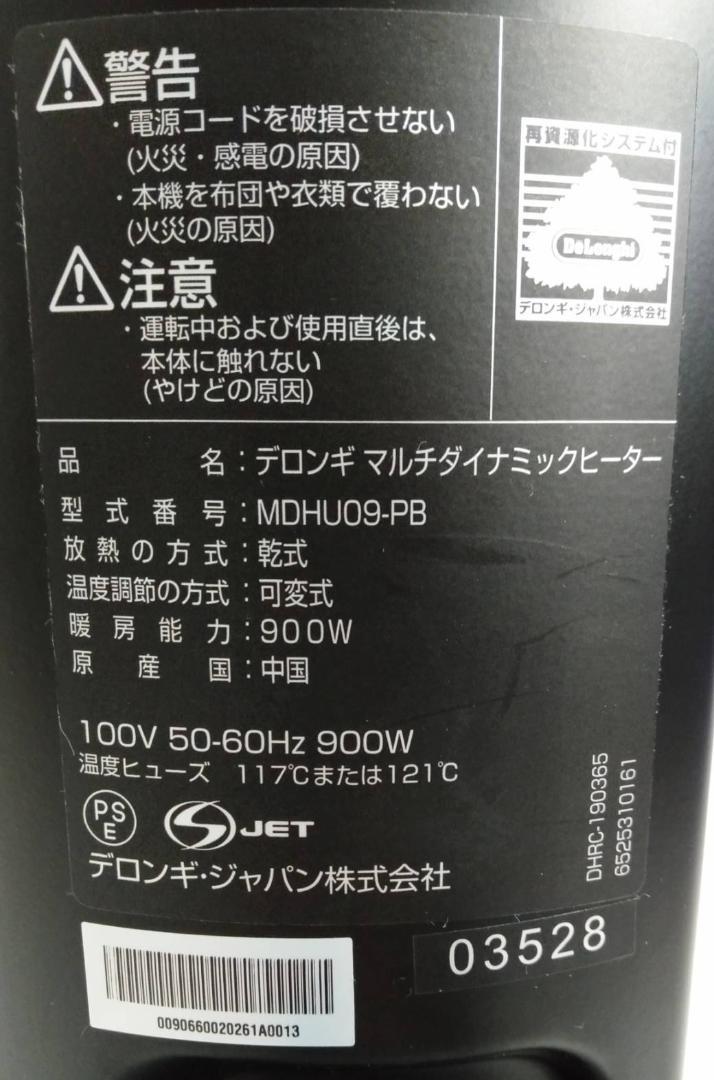 警告
・電源コードを破損させない
(火災・感電の原因)
・本機を布団や衣類で覆わない
(火災の原因)
注意
・運転中および使用直後は、
本体に触れない
(やけどの原因)
再資源化システム付
DeLonghi
デロンギ・ジャパン株式会社
品名：デロンギ マルチダイナミックヒーター
型式番号：MDHU09-PB
放熱の方式：乾式
温度調節の方式：可変式
暖房能力：900W
原産国：中国
100V 50-60Hz 900W
温度ヒューズ 117℃または121℃
PS
E
JET
デロンギ・ジャパン株式会社
DHRC-190365
6525310161
03528
0090660020261A0013